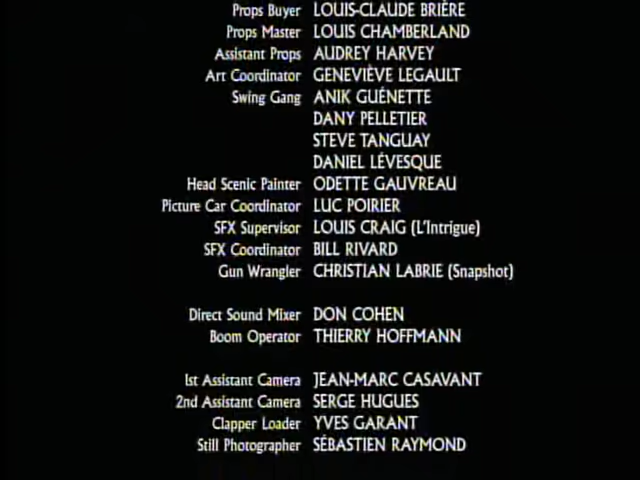 Props Buyer LOUIS-CLAUDE BRIÈRE
Props Master LOUIS CHAMBERLAND
Assistant Props AUDREY HARVEY
Art Coordinator GENEVIÈVE LEGAULT
Swing Gang ANIK GUÉNETTE
DANY PELLETIER
STEVE TANGUAY
DANIEL LÉVESQUE
Head Scenic Painter ODETTE GAUVREAU
Picture Car Coordinator LUC POIRIER
SFX Supervisor LOUIS CRAIG (L'Intrigue)
SFX Coordinator BILL RIVARD
Gun Wrangler CHRISTIAN LABRIE (Snapshot)
Direct Sound Mixer DON COHEN
Boom Operator THIERRY HOFFMANN
1st Assistant Camera JEAN-MARC CASAVANT
2nd Assistant Camera SERGE HUGUES
Clapper Loader YVES GARANT
Still Photographer SÉBASTIEN RAYMOND